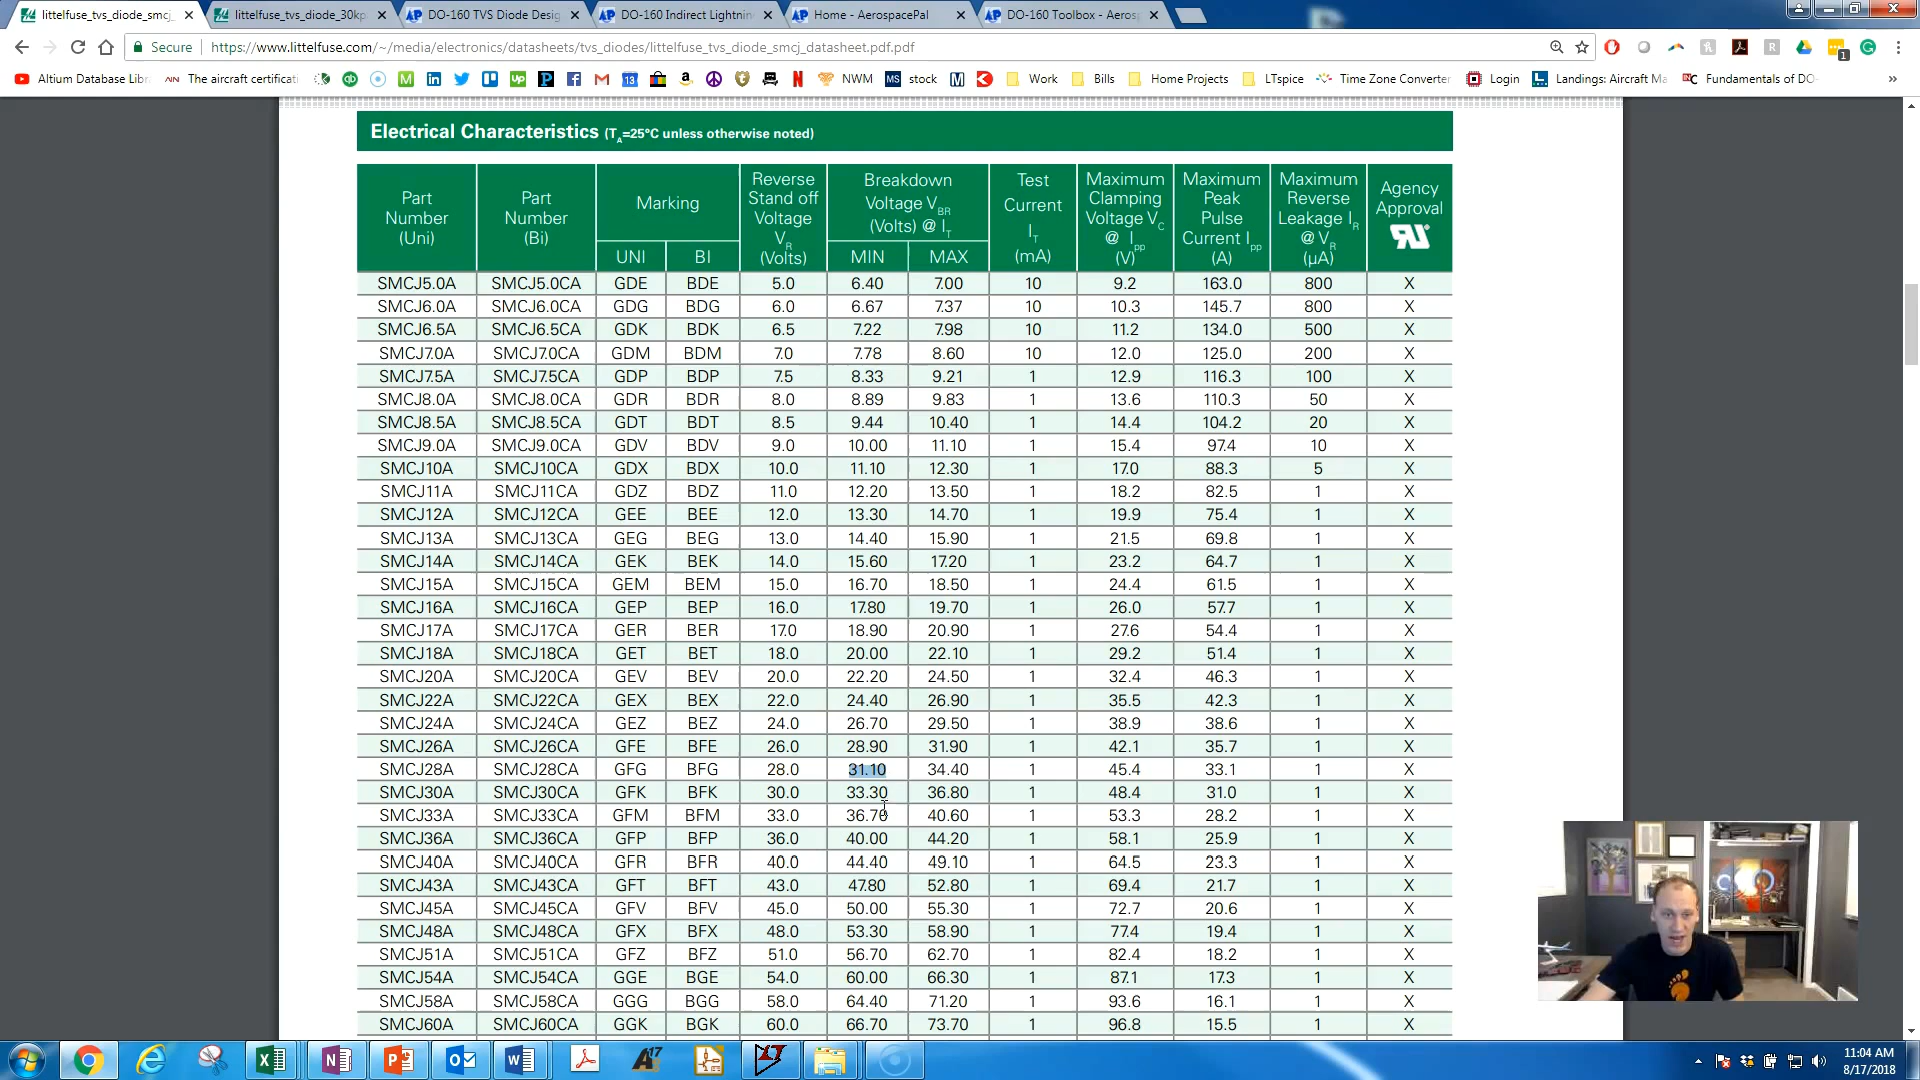 littelfuse_tvs_diode_smcj_
littelfuse_tvs_diode_30kp
DO-160 TVS Diode Desig
DO-160 Indirect Lightnin
Home - AerospacePal
DO-160 Toolbox - Aeros
Secure
https://www.littelfuse.com/~/media/electronics/datasheets/tvs_diodes/littelfuse_tvs_diode_smcj_datasheet.pdf.pdf
Altium Database Libr
The aircraft certificati
NWM
stock
Work
Bills
Home Projects
LTspice
Time Zone Converter
Login
Landings: Aircraft Ma
Fundamentals of DO-
Electrical Characteristics (TA=25°C unless otherwise noted)
Part Number (Uni)
Part Number (Bi)
Marking
UNI
BI
Reverse Stand off Voltage VR (Volts)
Breakdown Voltage VBR (Volts) @ IT
MIN
MAX
Test Current IT (mA)
Maximum Clamping Voltage VC @ Ipp (V)
Maximum Peak Pulse Current Ipp (A)
Maximum Reverse Leakage IR @ VR (µA)
Agency Approval
SMCJ5.0A SMCJ5.0CA GDE BDE 5.0 6.40 7.00 10 9.2 163.0 800 X
SMCJ6.0A SMCJ6.0CA GDG BDG 6.0 6.67 7.37 10 10.3 145.7 800 X
SMCJ6.5A SMCJ6.5CA GDK BDK 6.5 7.22 7.98 10 11.2 134.0 500 X
SMCJ7.0A SMCJ7.0CA GDM BDM 7.0 7.78 8.60 10 12.0 125.0 200 X
SMCJ7.5A SMCJ7.5CA GDP BDP 7.5 8.33 9.21 1 12.9 116.3 100 X
SMCJ8.0A SMCJ8.0CA GDR BDR 8.0 8.89 9.83 1 13.6 110.3 50 X
SMCJ8.5A SMCJ8.5CA GDT BDT 8.5 9.44 10.40 1 14.4 104.2 20 X
SMCJ9.0A SMCJ9.0CA GDV BDV 9.0 10.00 11.10 1 15.4 97.4 10 X
SMCJ10A SMCJ10CA GDX BDX 10.0 11.10 12.30 1 17.0 88.3 5 X
SMCJ11A SMCJ11CA GDZ BDZ 11.0 12.20 13.50 1 18.2 82.5 1 X
SMCJ12A SMCJ12CA GEE BEE 12.0 13.30 14.70 1 19.9 75.4 1 X
SMCJ13A SMCJ13CA GEG BEG 13.0 14.40 15.90 1 21.5 69.8 1 X
SMCJ14A SMCJ14CA GEK BEK 14.0 15.60 17.20 1 23.2 64.7 1 X
SMCJ15A SMCJ15CA GEM BEM 15.0 16.70 18.50 1 24.4 61.5 1 X
SMCJ16A SMCJ16CA GEP BEP 16.0 17.80 19.70 1 26.0 57.7 1 X
SMCJ17A SMCJ17CA GER BER 17.0 18.90 20.90 1 27.6 54.4 1 X
SMCJ18A SMCJ18CA GET BET 18.0 20.00 22.10 1 29.2 51.4 1 X
SMCJ20A SMCJ20CA GEV BEV 20.0 22.20 24.50 1 32.4 46.3 1 X
SMCJ22A SMCJ22CA GEX BEX 22.0 24.40 26.90 1 35.5 42.3 1 X
SMCJ24A SMCJ24CA GEZ BEZ 24.0 26.70 29.50 1 38.9 38.6 1 X
SMCJ26A SMCJ26CA GFE BFE 26.0 28.90 31.90 1 42.1 35.7 1 X
SMCJ28A SMCJ28CA GFG BFG 28.0 31.10 34.40 1 45.4 33.1 1 X
SMCJ30A SMCJ30CA GFK BFK 30.0 33.30 36.80 1 48.4 31.0 1 X
SMCJ33A SMCJ33CA GFM BFM 33.0 36.70 40.60 1 53.3 28.2 1 X
SMCJ36A SMCJ36CA GFP BFP 36.0 40.00 44.20 1 58.1 25.9 1 X
SMCJ40A SMCJ40CA GFR BFR 40.0 44.40 49.10 1 64.5 23.3 1 X
SMCJ43A SMCJ43CA GFT BFT 43.0 47.80 52.80 1 69.4 21.7 1 X
SMCJ45A SMCJ45CA GFV BFV 45.0 50.00 55.30 1 72.7 20.6 1 X
SMCJ48A SMCJ48CA GFX BFX 48.0 53.30 58.90 1 77.4 19.4 1 X
SMCJ51A SMCJ51CA GFZ BFZ 51.0 56.70 62.70 1 82.4 18.2 1 X
SMCJ54A SMCJ54CA GGE BGE 54.0 60.00 66.30 1 87.1 17.3 1 X
SMCJ58A SMCJ58CA GGG BGG 58.0 64.40 71.20 1 93.6 16.1 1 X
SMCJ60A SMCJ60CA GGK BGK 60.0 66.70 73.70 1 96.8 15.5 1 X
11:04 AM
8/17/2018